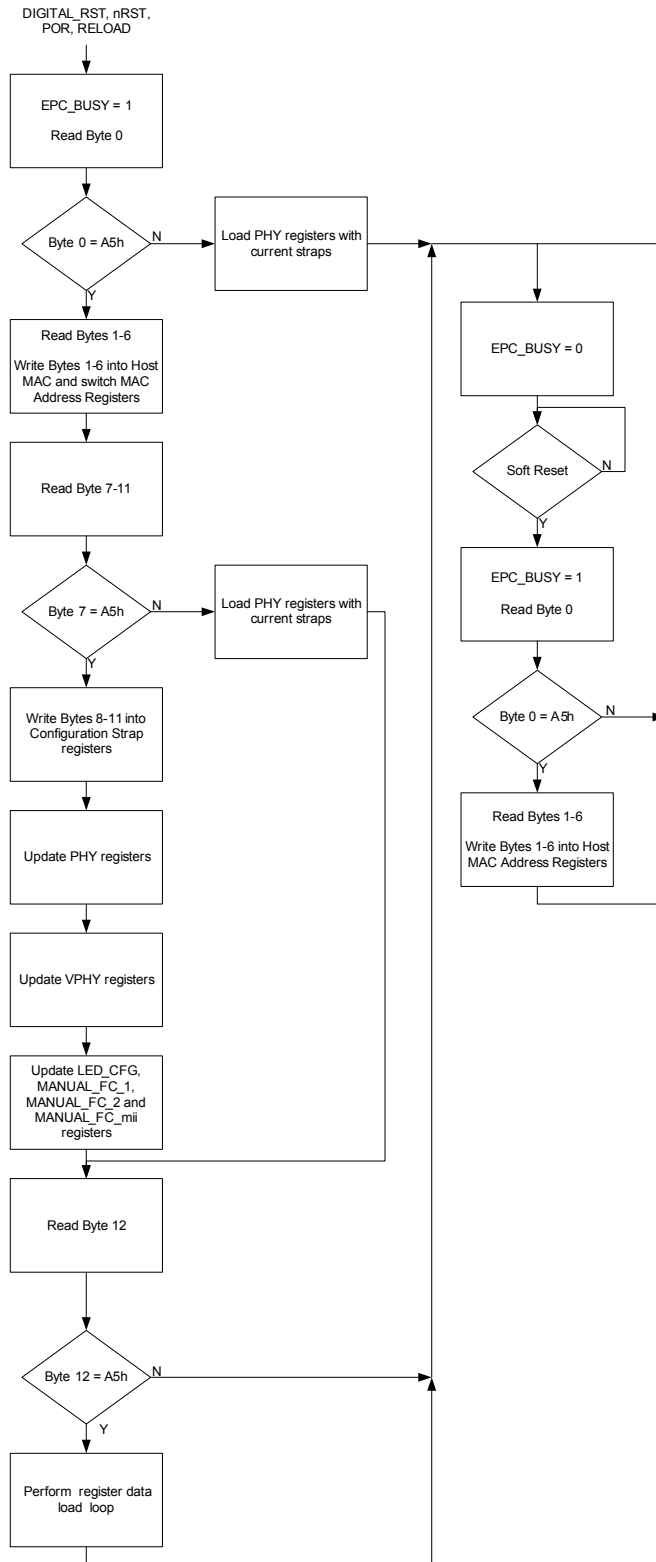 DIGITAL_RST, nRST,
POR, RELOAD
EPC_BUSY = 1
Read Byte 0
Byte 0 = A5h
N
Y
Load PHY registers with
current straps
Read Bytes 1-6
Write Bytes 1-6 into Host
MAC and switch MAC
Address Registers
Read Byte 7-11
Byte 7 = A5h
N
Y
Load PHY registers with
current straps
Write Bytes 8-11 into
Configuration Strap
registers
Update PHY registers
Update VPHY registers
Update LED_CFG,
MANUAL_FC_1,
MANUAL_FC_2 and
MANUAL_FC_mii
registers
Read Byte 12
Byte 12 = A5h
N
Y
Perform register data
load loop
EPC_BUSY = 0
Soft Reset
N
Y
EPC_BUSY = 1
Read Byte 0
Byte 0 = A5h
N
Y
Read Bytes 1-6
Write Bytes 1-6 into Host
MAC Address Registers